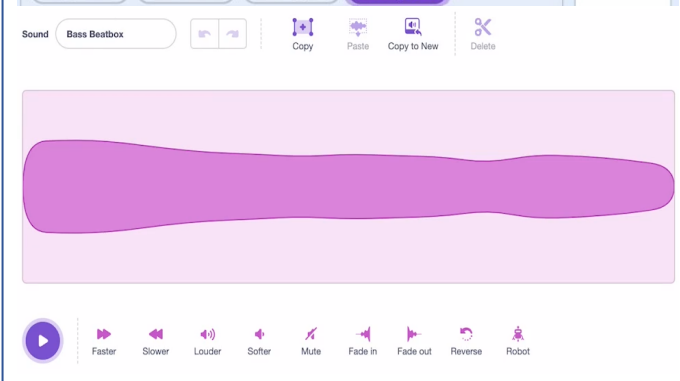 Sound Bass Beatbox
Copy Paste Copy to New Delete
Faster Slower Louder Softer Mute Fade in Fade out Reverse Robot